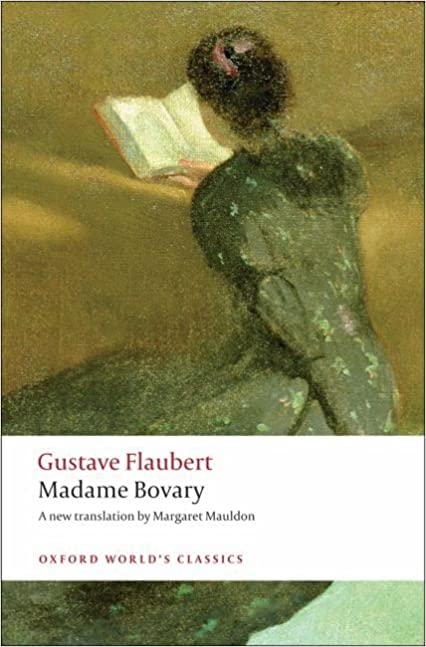 Gustave Flaubert
Madame Bovary
A new translation by Margaret Mauldon
OXFORD WORLD'S CLASSICS